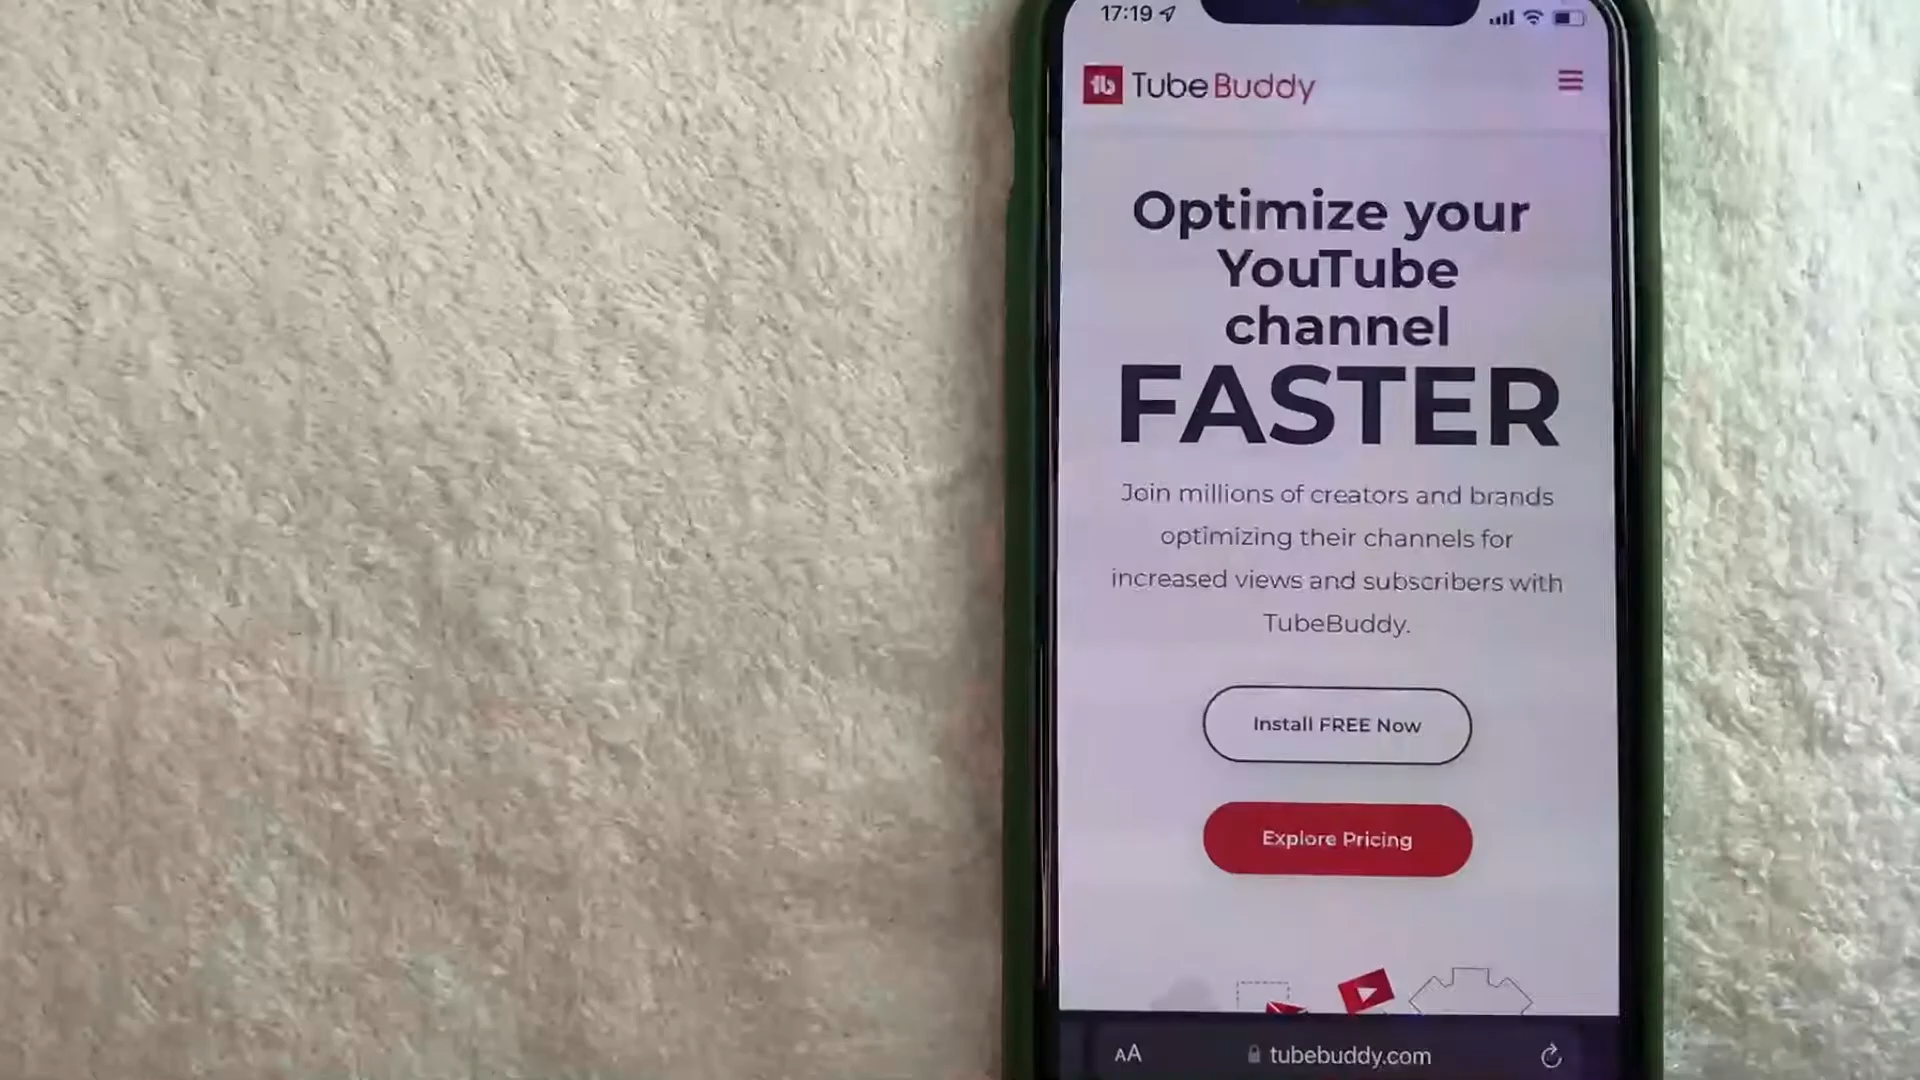 17:19
TubeBuddy
Optimize your
YouTube
channel
FASTER
Join millions of creators and brands
optimizing their channels for
increased views and subscribers with
TubeBuddy.
Install FREE Now
Explore Pricing
AA tubebuddy.com